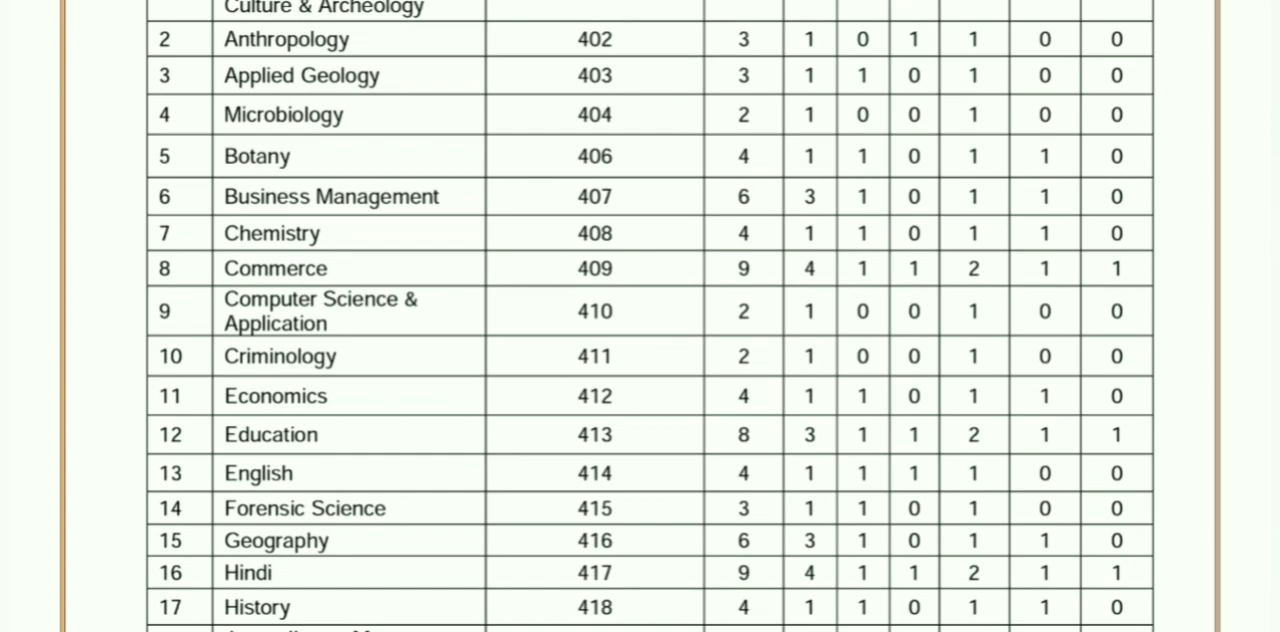 Culture & Archeology
2 Anthropology 402 3 1 0 1 1 0 0
3 Applied Geology 403 3 1 1 0 1 0 0
4 Microbiology 404 2 1 0 0 1 0 0
5 Botany 406 4 1 1 0 1 1 0
6 Business Management 407 6 3 1 0 1 1 0
7 Chemistry 408 4 1 1 0 1 1 0
8 Commerce 409 9 4 1 1 2 1 1
9 Computer Science & Application 410 2 1 0 0 1 0 0
10 Criminology 411 2 1 0 0 1 0 0
11 Economics 412 4 1 1 0 1 1 0
12 Education 413 8 3 1 1 2 1 1
13 English 414 4 1 1 1 1 0 0
14 Forensic Science 415 3 1 1 0 1 0 0
15 Geography 416 6 3 1 0 1 1 0
16 Hindi 417 9 4 1 1 2 1 1
17 History 418 4 1 1 0 1 1 0